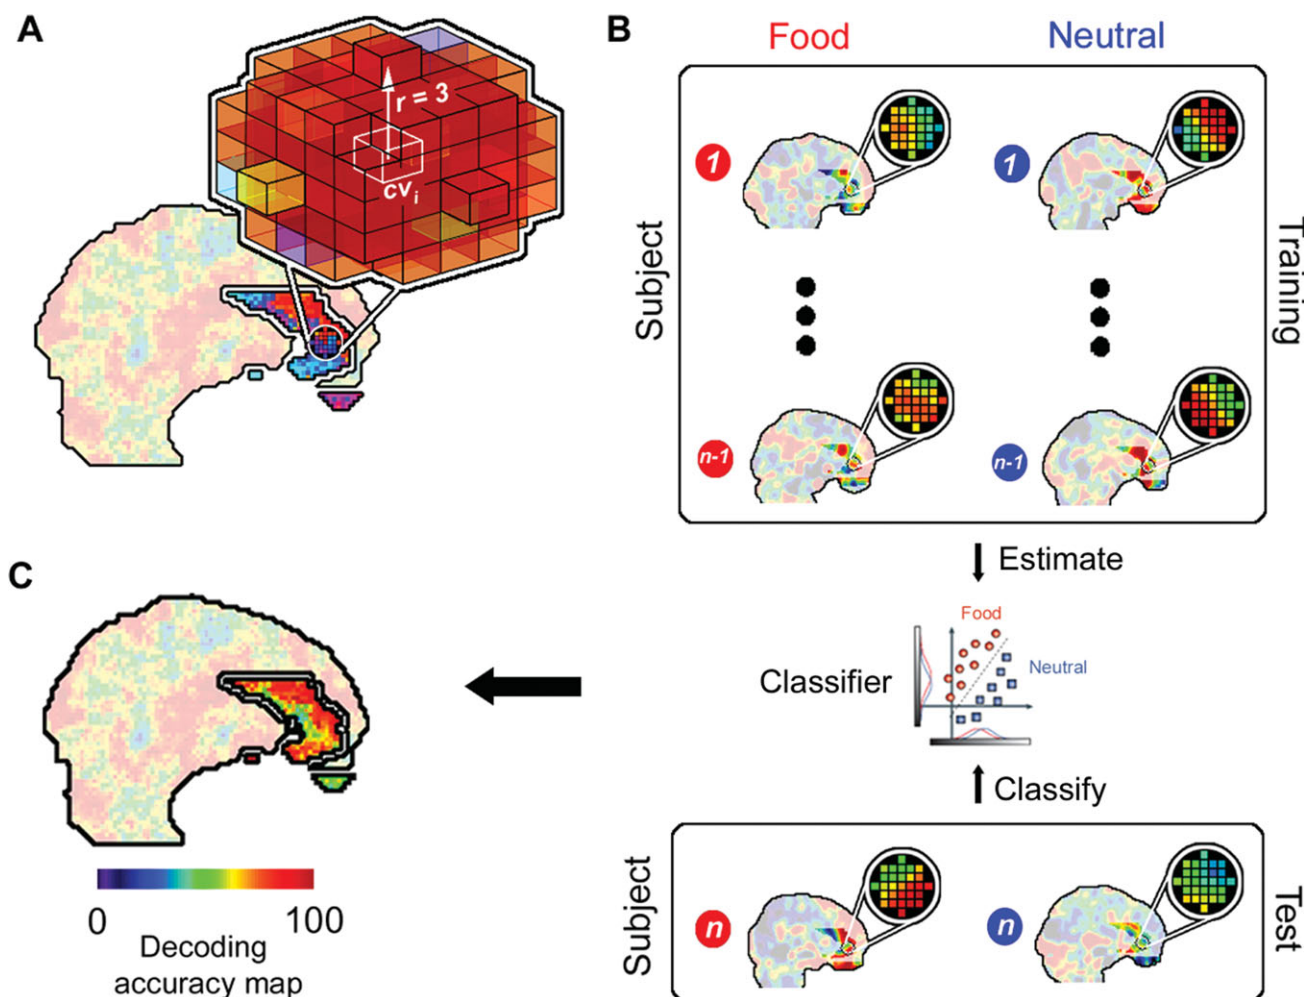 A
r = 3
cvi
B
Food
Neutral
Subject
1
1
Training
n-1
n-1
Estimate
Classifier
Food
Neutral
Classify
C
0
100
Decoding
accuracy map
Subject
n
n
Test